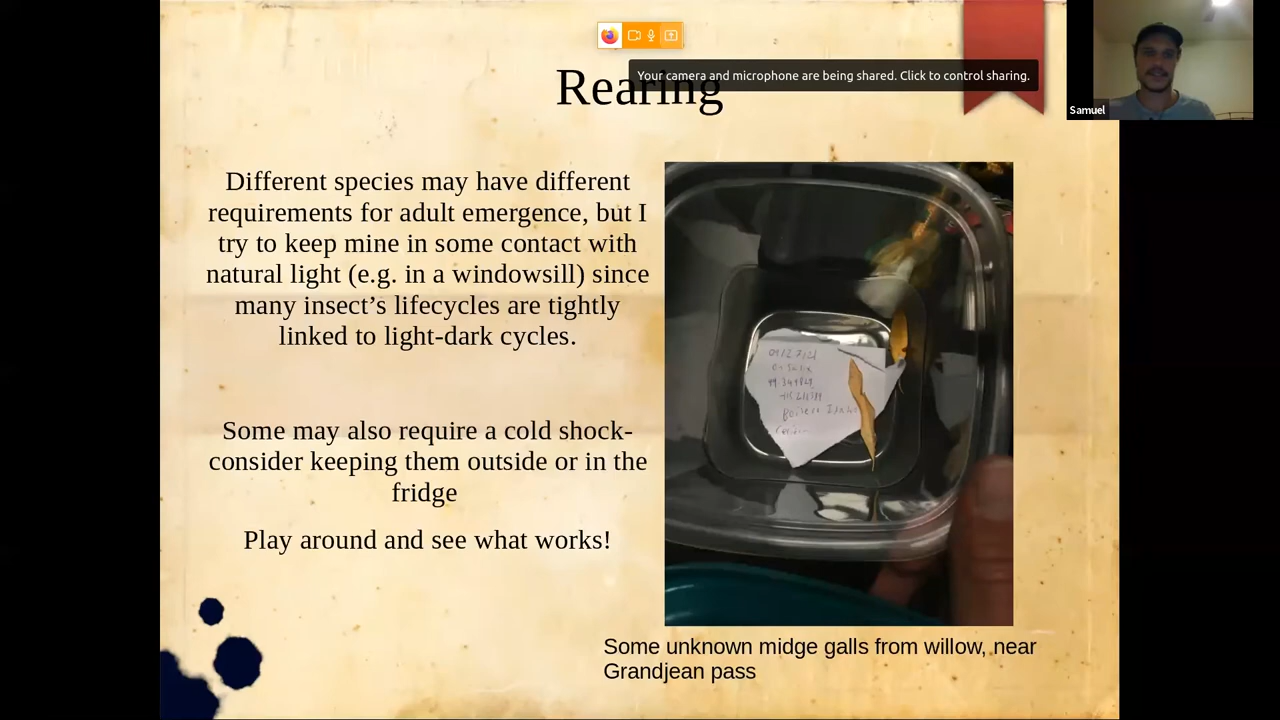 Your camera and microphone are being shared. Click to control sharing.
Samuel
Rearing
Different species may have different
requirements for adult emergence, but I
try to keep mine in some contact with
natural light (e.g. in a windowsill) since
many insect’s lifecycles are tightly
linked to light-dark cycles.
Some may also require a cold shock-
consider keeping them outside or in the
fridge
Play around and see what works!
Some unknown midge galls from willow, near
Grandjean pass